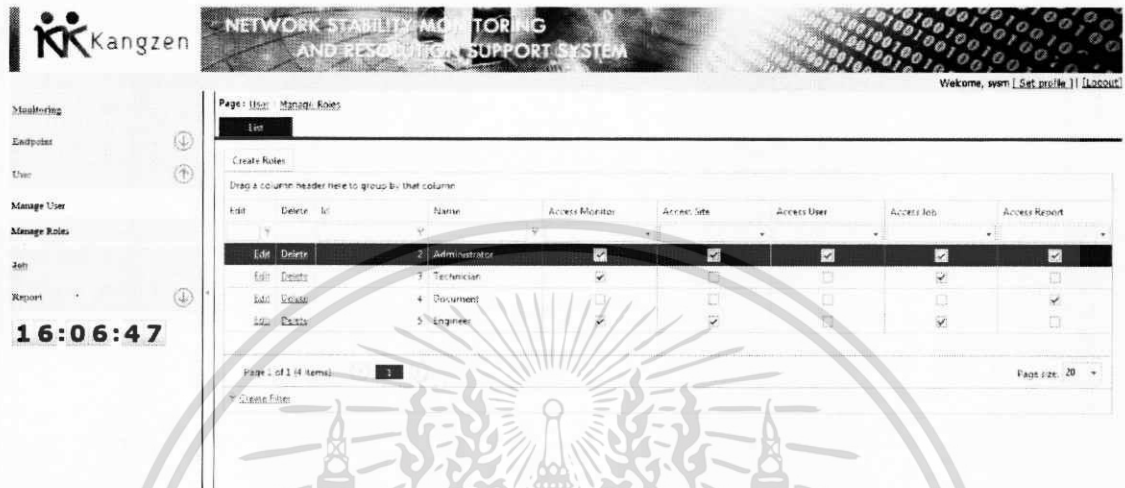 Kangzen
NETWORK STABILITY MONITORING
AND RESOLUTION SUPPORT SYSTEM
Welcome, sysm [ Set profile ] | [Logout]
Monitoring
Endpoint
User
Manage User
Manage Roles
Job
Report
16:06:47
Page : User | Manage Roles
List
Create Roles
Drag a column header here to group by that column
Edit Delete Id Name Access Monitor Access Site Access User Access Job Access Report
Edit Delete 2 Administrator
Edit Delete 3 Technician
Edit Delete 4 Document
Edit Delete 5 Engineer
Page 1 of 1 (4 items) 1 Page size: 20
Create Filter